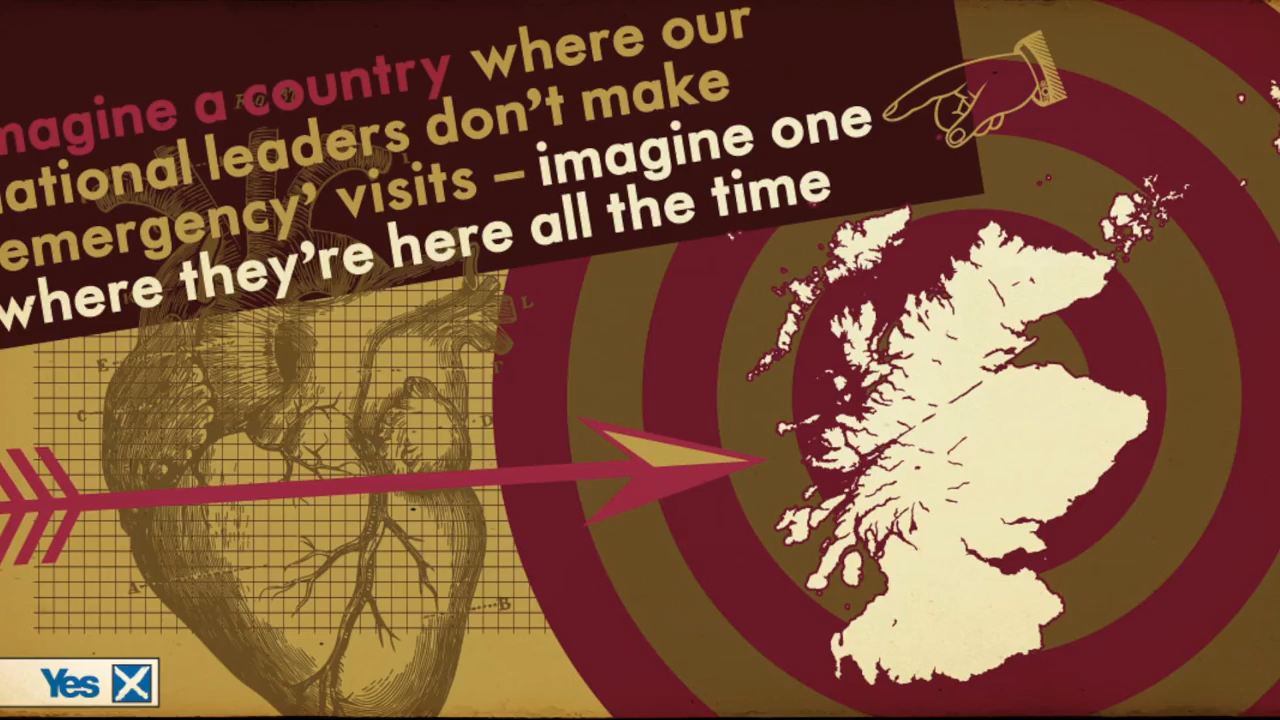 magine a country where our
national leaders don't make
'emergency' visits – imagine one
where they're here all the time
E
C
A
B
D
L
Yes